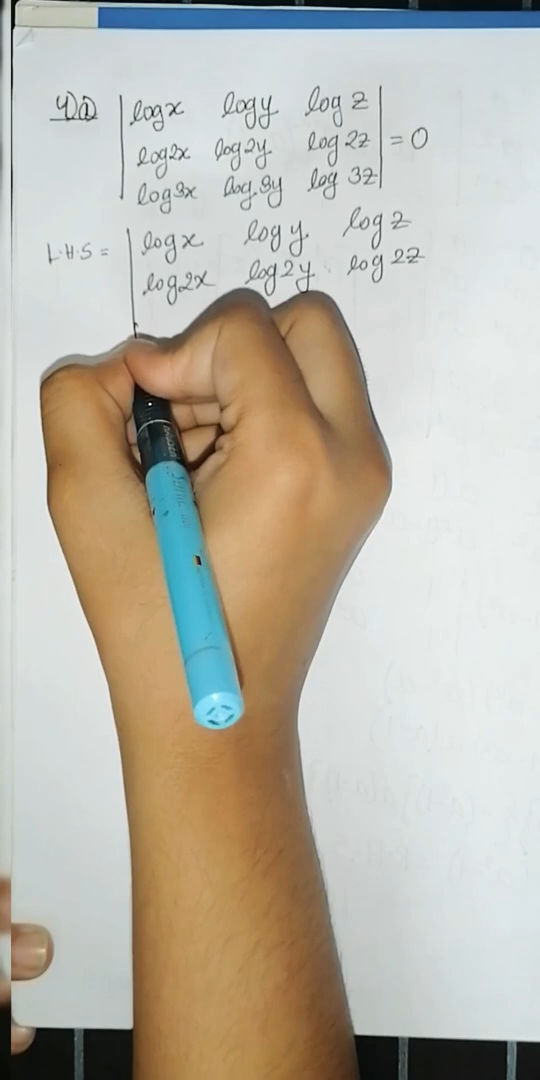 4)a) | log x log y log z |
| log 2x log 2y log 2z | = 0
| log 3x log 3y log 3z |
L.H.S = | log x log y log z
| log 2x log 2y log 2z